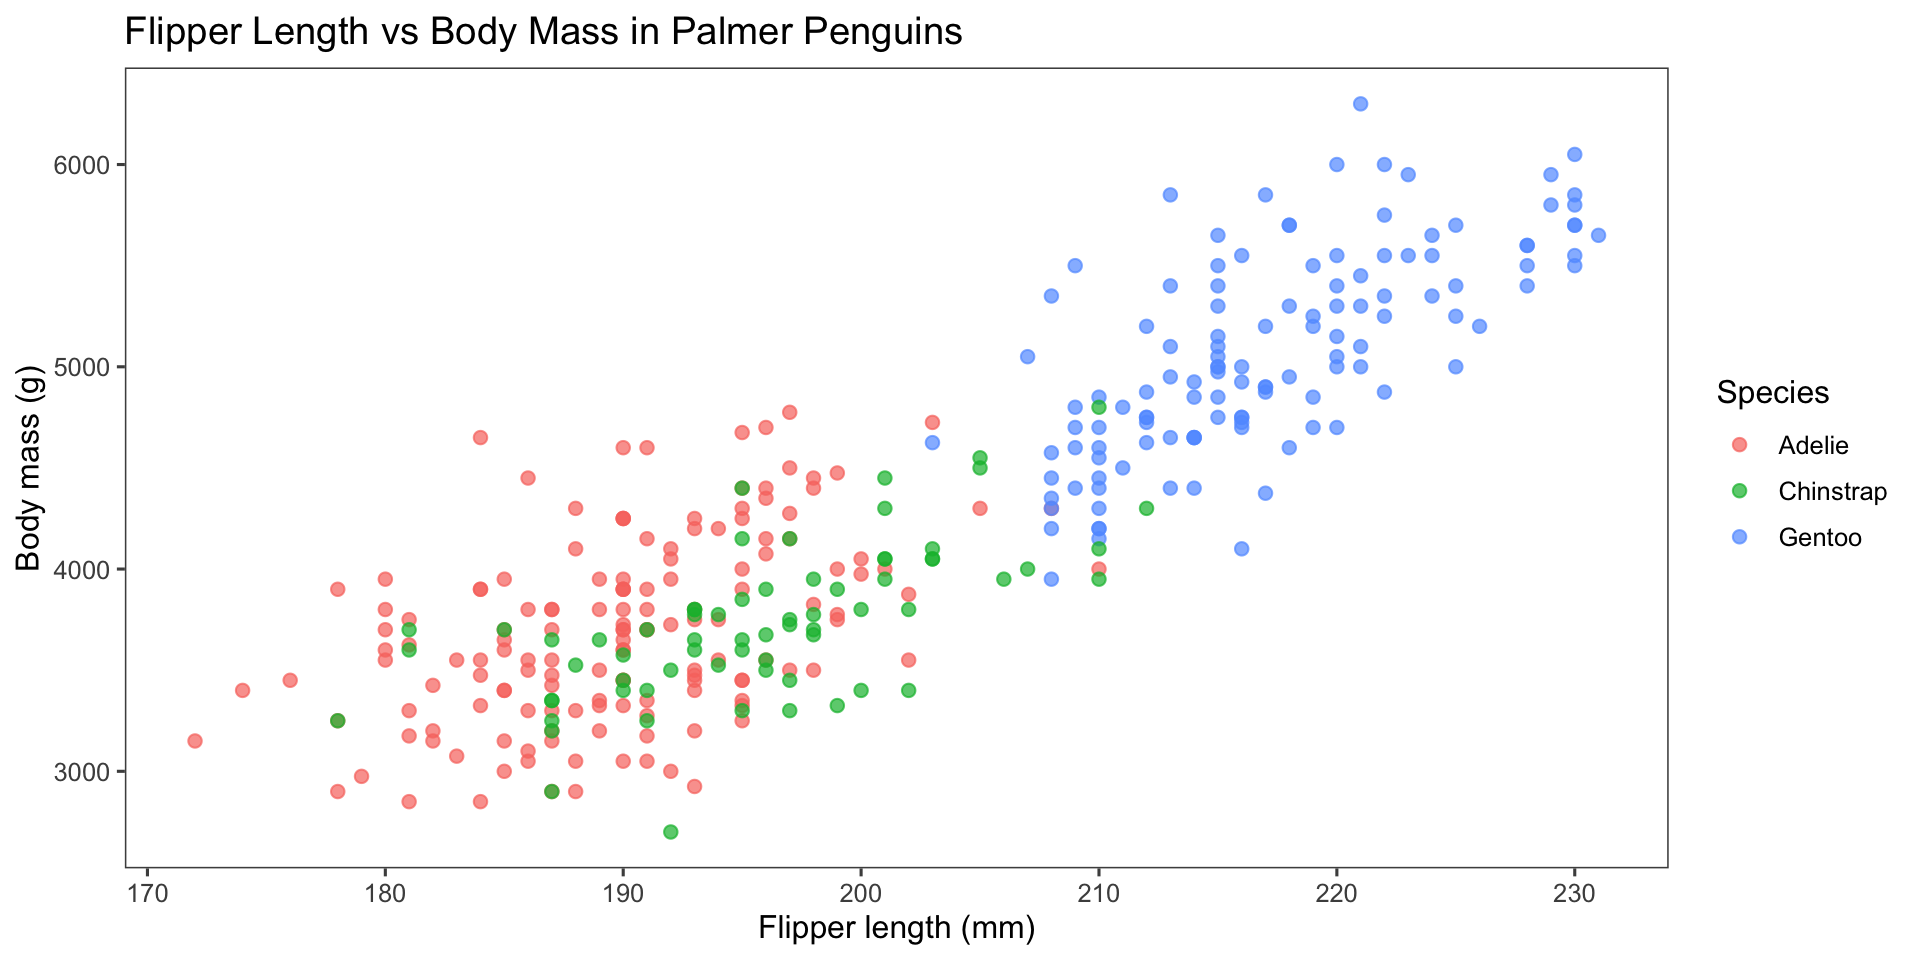 Flipper Length vs Body Mass in Palmer Penguins
6000
5000
4000
3000
Body mass (g)
170 180 190 200 210 220 230
Flipper length (mm)
Species
Adelie
Chinstrap
Gentoo